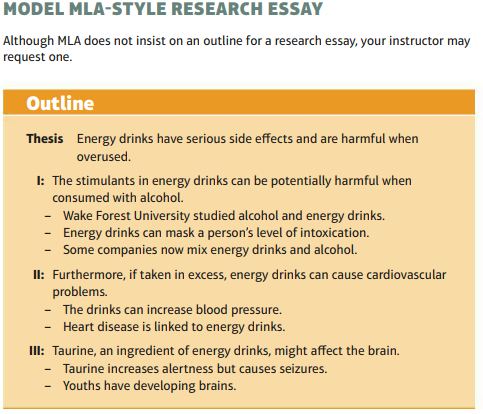 MODEL MLA-STYLE RESEARCH ESSAY
Although MLA does not insist on an outline for a research essay, your instructor may
request one.
Outline
Thesis Energy drinks have serious side effects and are harmful when
overused.
I: The stimulants in energy drinks can be potentially harmful when
consumed with alcohol.
– Wake Forest University studied alcohol and energy drinks.
– Energy drinks can mask a person's level of intoxication.
– Some companies now mix energy drinks and alcohol.
II: Furthermore, if taken in excess, energy drinks can cause cardiovascular
problems.
– The drinks can increase blood pressure.
– Heart disease is linked to energy drinks.
III: Taurine, an ingredient of energy drinks, might affect the brain.
– Taurine increases alertness but causes seizures.
– Youths have developing brains.